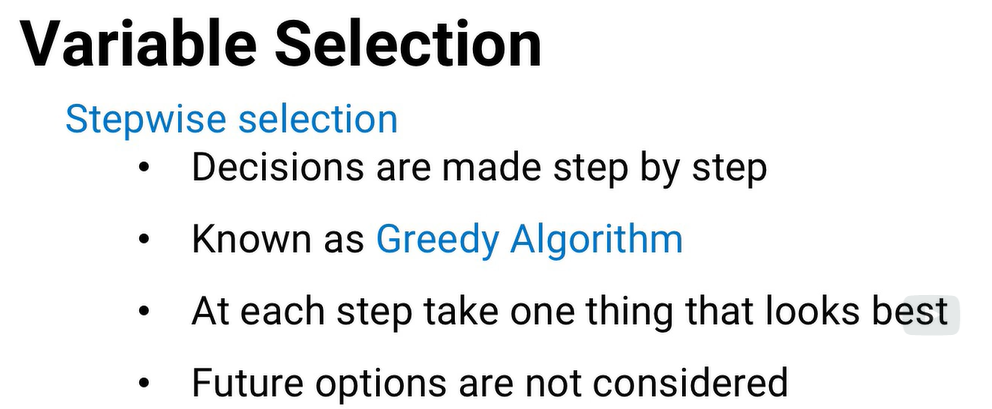 Variable Selection
Stepwise selection
• Decisions are made step by step
• Known as Greedy Algorithm
• At each step take one thing that looks best
• Future options are not considered